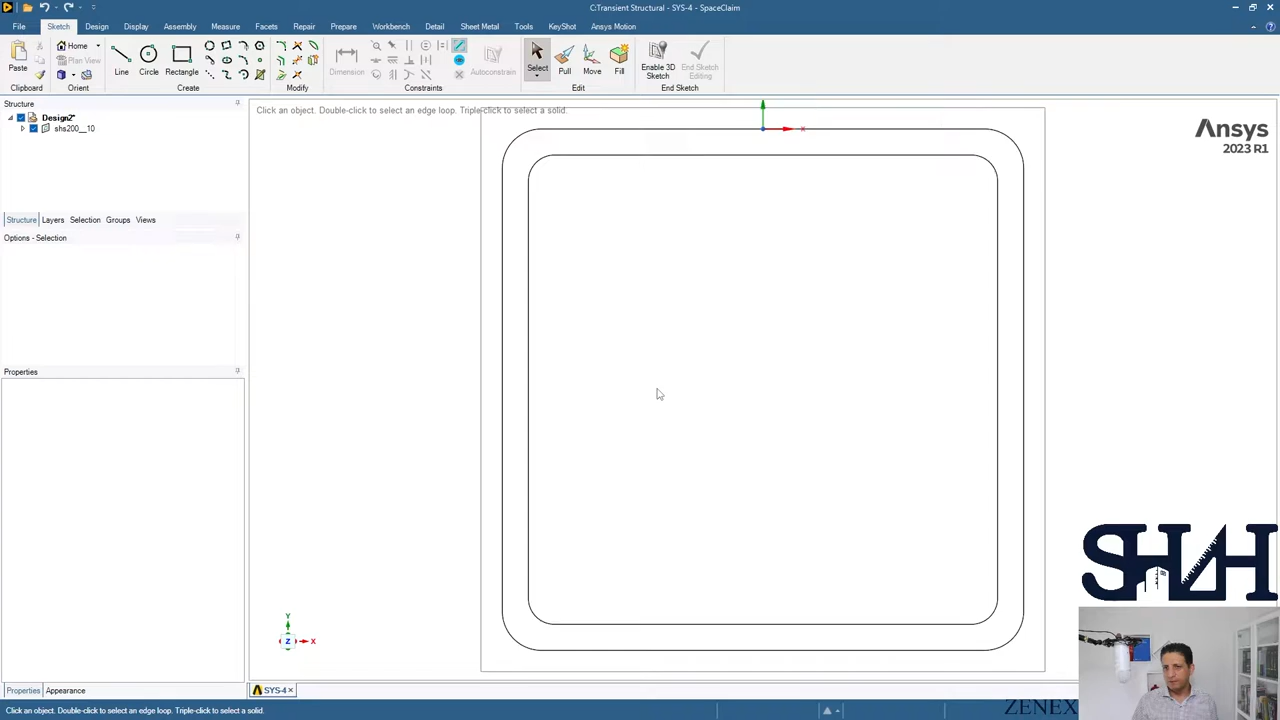 C:Transient Structural - SYS-4 - SpaceClaim
File Sketch Design Display Assembly Measure Facets Repair Prepare Workbench Detail Sheet Metal Tools KeyShot Ansys Motion
Home
Plan View
Paste Line Circle Rectangle Dimension Autoconstrain Select Pull Move Fill Enable 3D Sketch End Sketch Editing
Clipboard Orient Create Modify Constraints Edit End Sketch
Structure
Click an object. Double-click to select an edge loop. Triple-click to select a solid.
Design2*
shs200__10
Ansys
2023 R1
X
Structure Layers Selection Groups Views
Options - Selection
Properties
SHAH
Y
Z X
Properties Appearance
SYS-4
Click an object. Double-click to select an edge loop. Triple-click to select a solid.
ZENEX